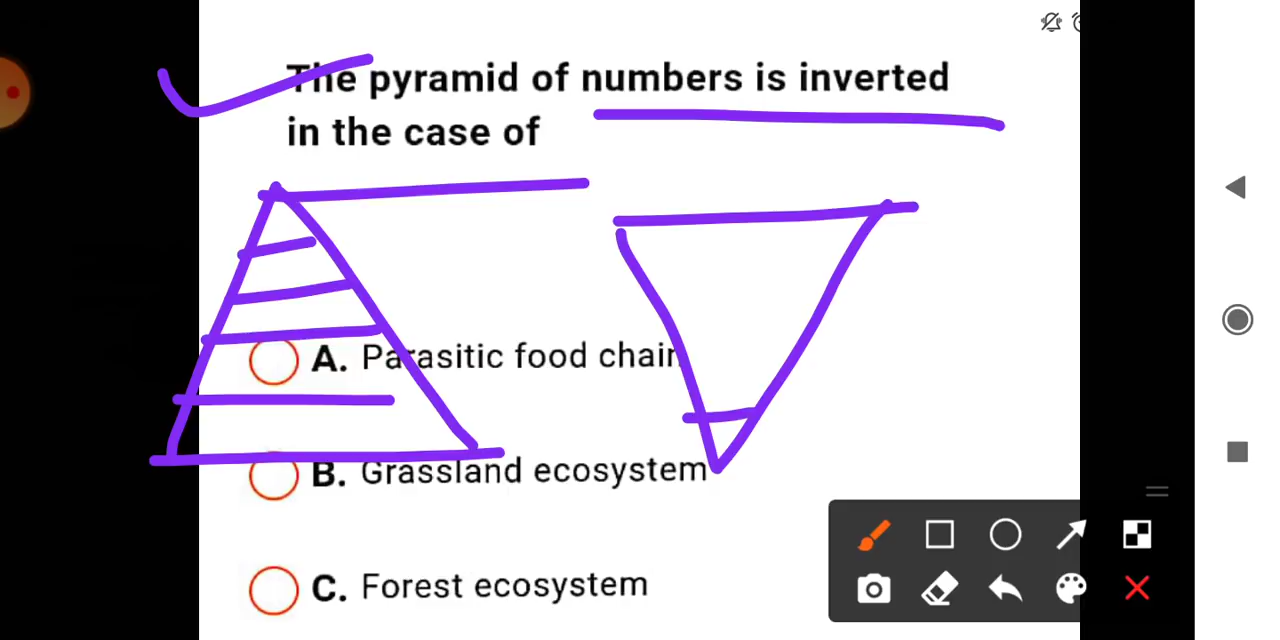 The pyramid of numbers is inverted
in the case of
A. Parasitic food chain
B. Grassland ecosystem
C. Forest ecosystem